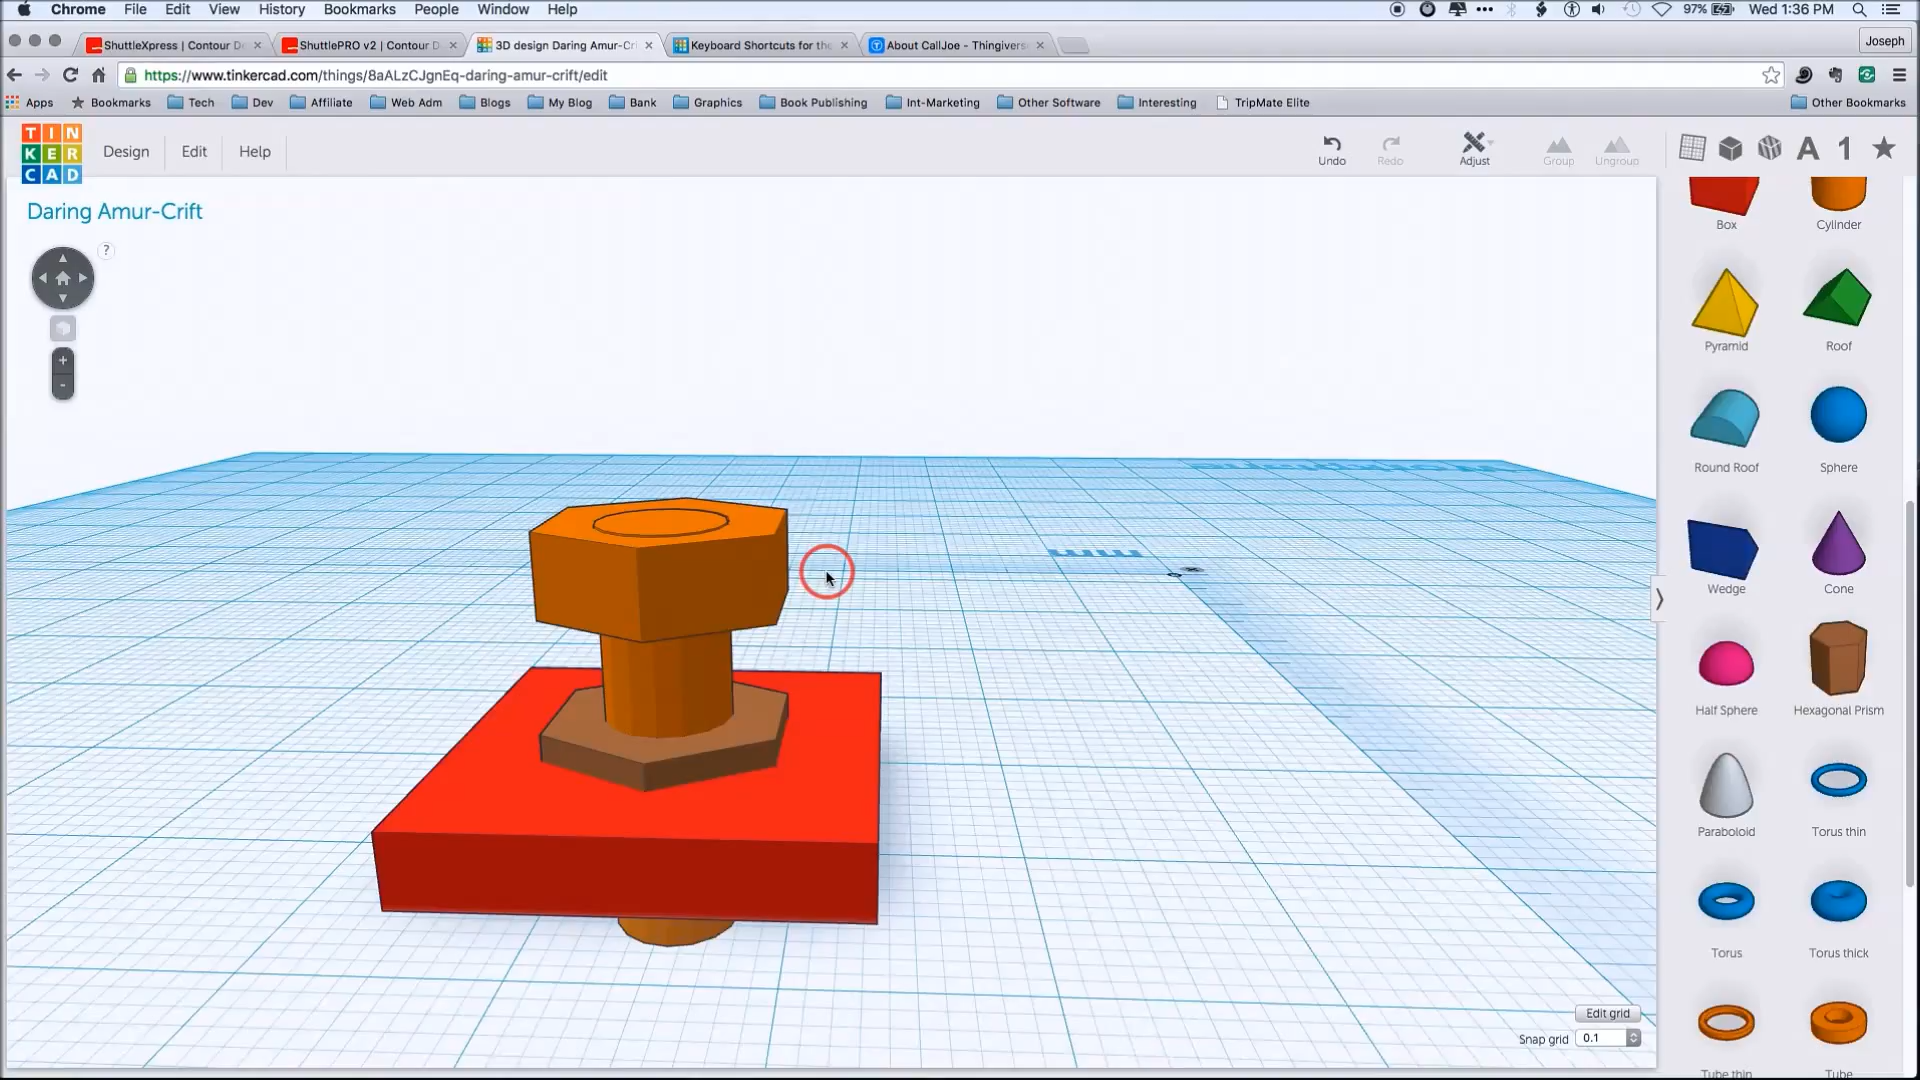 Chrome File Edit View History Bookmarks People Window Help 97% Wed 1:36 PM
ShuttleXpress | Contour De ShuttlePRO v2 | Contour D 3D design Daring Amur-Cri Keyboard Shortcuts for the About CallJoe - Thingivers Joseph
https://www.tinkercad.com/things/8aALzCJgnEq-daring-amur-crift/edit
Apps Bookmarks Tech Dev Affiliate Web Adm Blogs My Blog Bank Graphics Book Publishing Int-Marketing Other Software Interesting TripMate Elite Other Bookmarks
TIN
KER
CAD
Design Edit Help Undo Redo Adjust Group Ungroup A 1
Daring Amur-Crift
?
+
-
Box Cylinder
Pyramid Roof
Round Roof Sphere
Wedge Cone
Half Sphere Hexagonal Prism
Paraboloid Torus thin
Torus Torus thick
Tube thin Tube
Edit grid
Snap grid 0.1